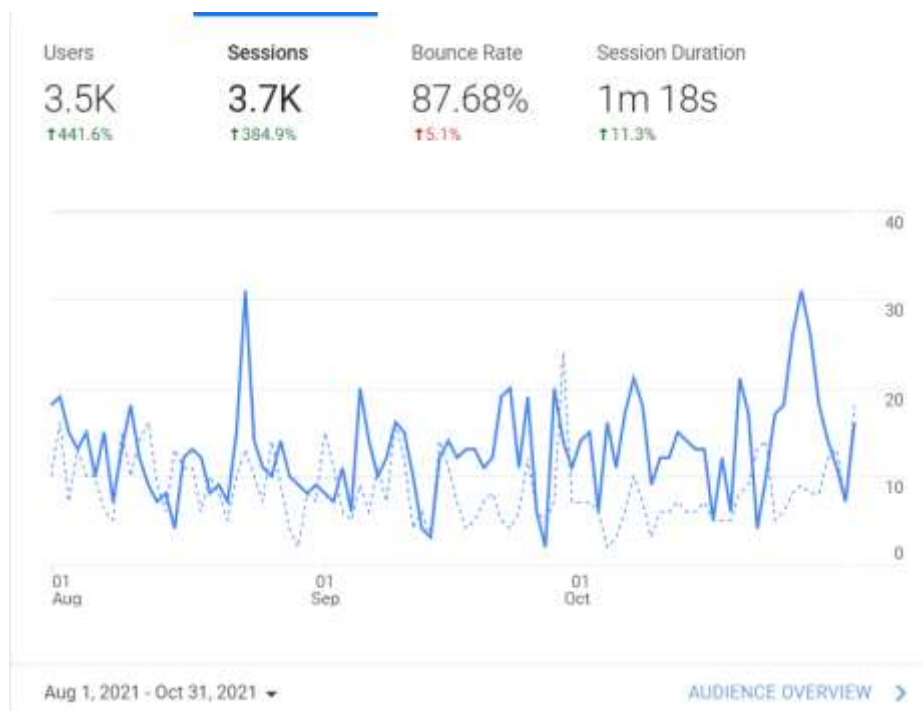 Users Sessions Bounce Rate Session Duration
3.5K 3.7K 87.68% 1m 18s
↑441.6% ↑384.9% ↑5.1% ↑11.3%
40
30
20
10
0
01 01 01
Aug Sep Oct
Aug 1, 2021 - Oct 31, 2021
AUDIENCE OVERVIEW